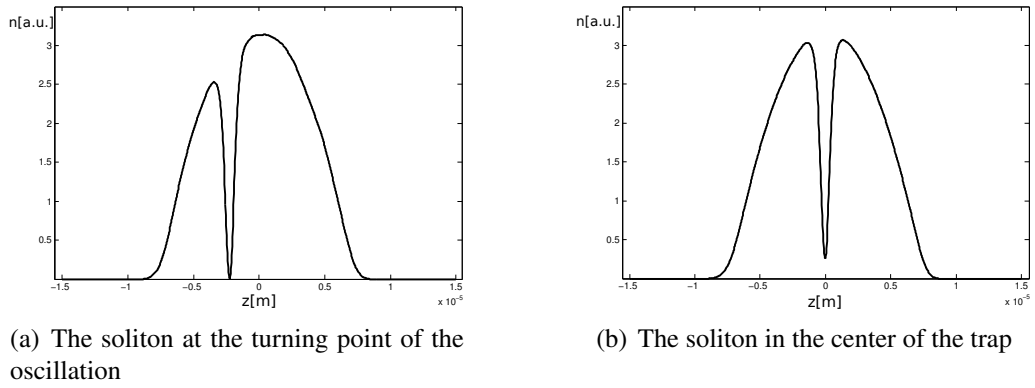 n[a.u.]
3
2.5
2
1.5
1
0.5
−1.5 −1 −0.5 0 0.5 1 1.5
z[m]
x 10⁻⁵
(a) The soliton at the turning point of the
oscillation
n[a.u.]
3
2.5
2
1.5
1
0.5
−1.5 −1 −0.5 0 0.5 1 1.5
z[m]
x 10⁻⁵
(b) The soliton in the center of the trap